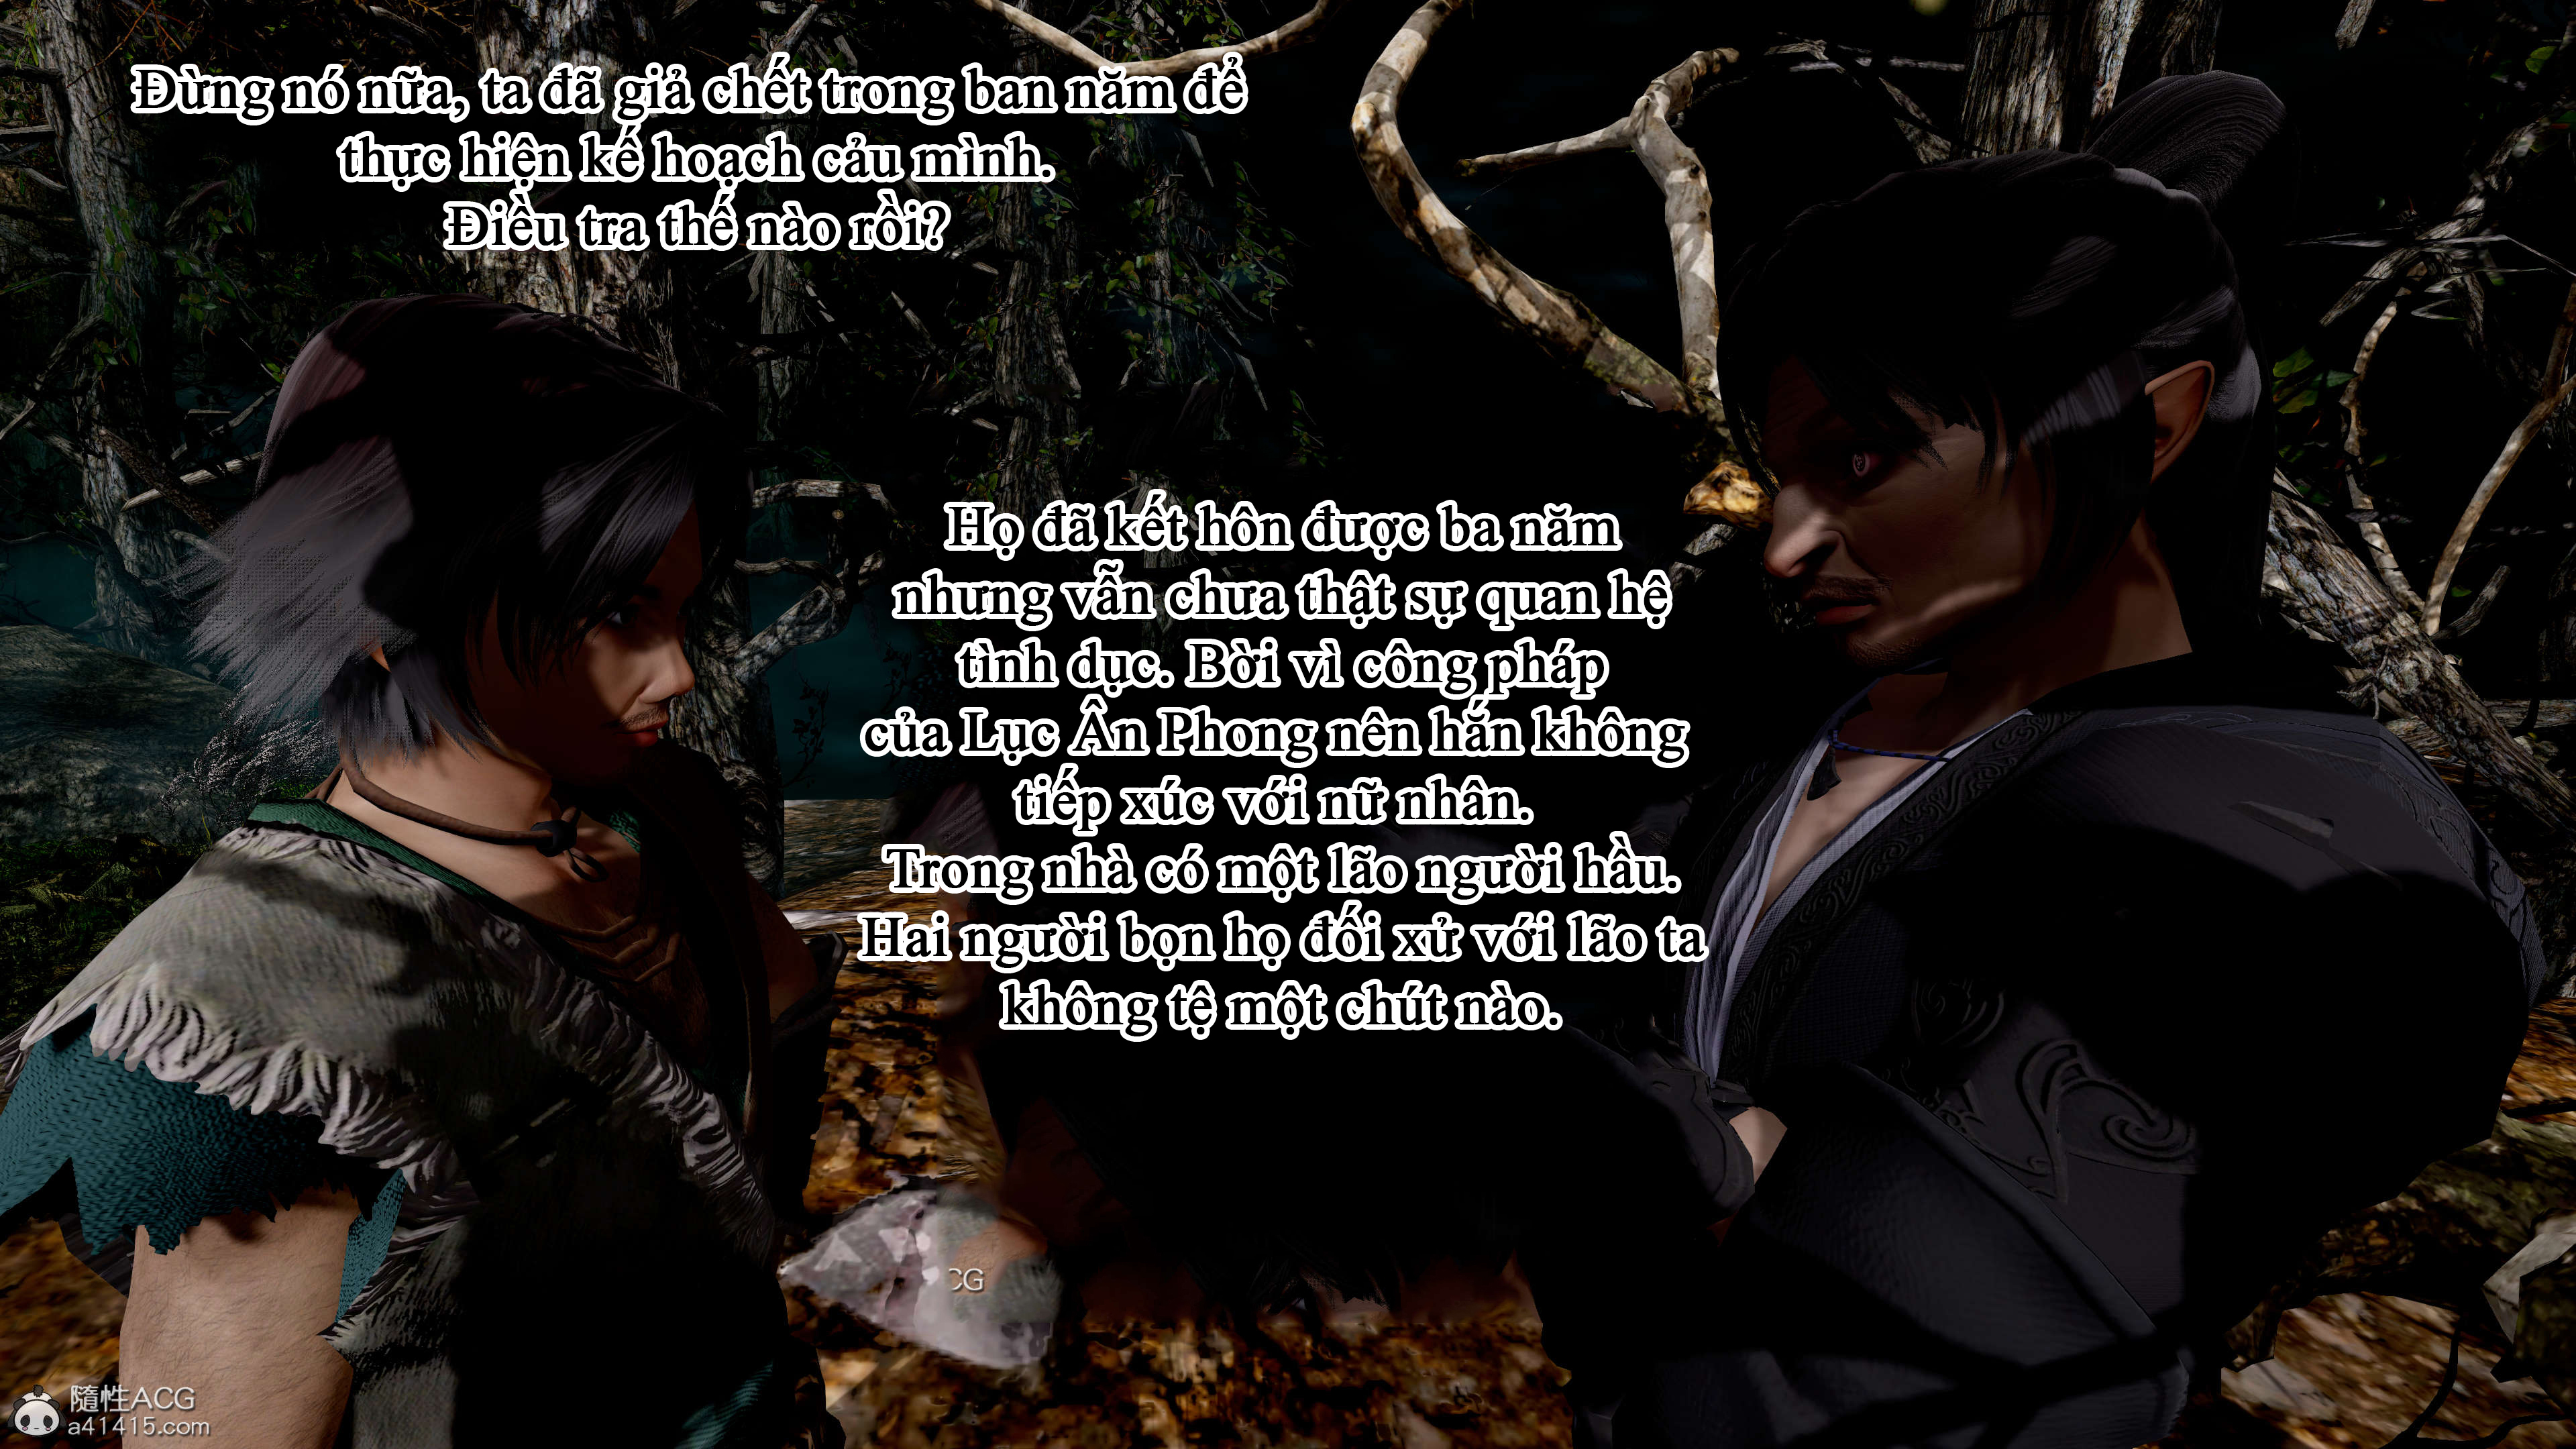 Đừng nó nữa, ta đã giả chết trong ban năm để
thực hiện kế hoạch cảu mình.
Điều tra thế nào rồi?
Họ đã kết hôn được ba năm
nhưng vẫn chưa thật sự quan hệ
tình dục. Bời vì công pháp
của Lục Ân Phong nên hắn không
tiếp xúc với nữ nhân.
Trong nhà có một lão người hầu.
Hai người bọn họ đối xử với lão ta
không tệ một chút nào.
CG
隨性ACG
a41415.com